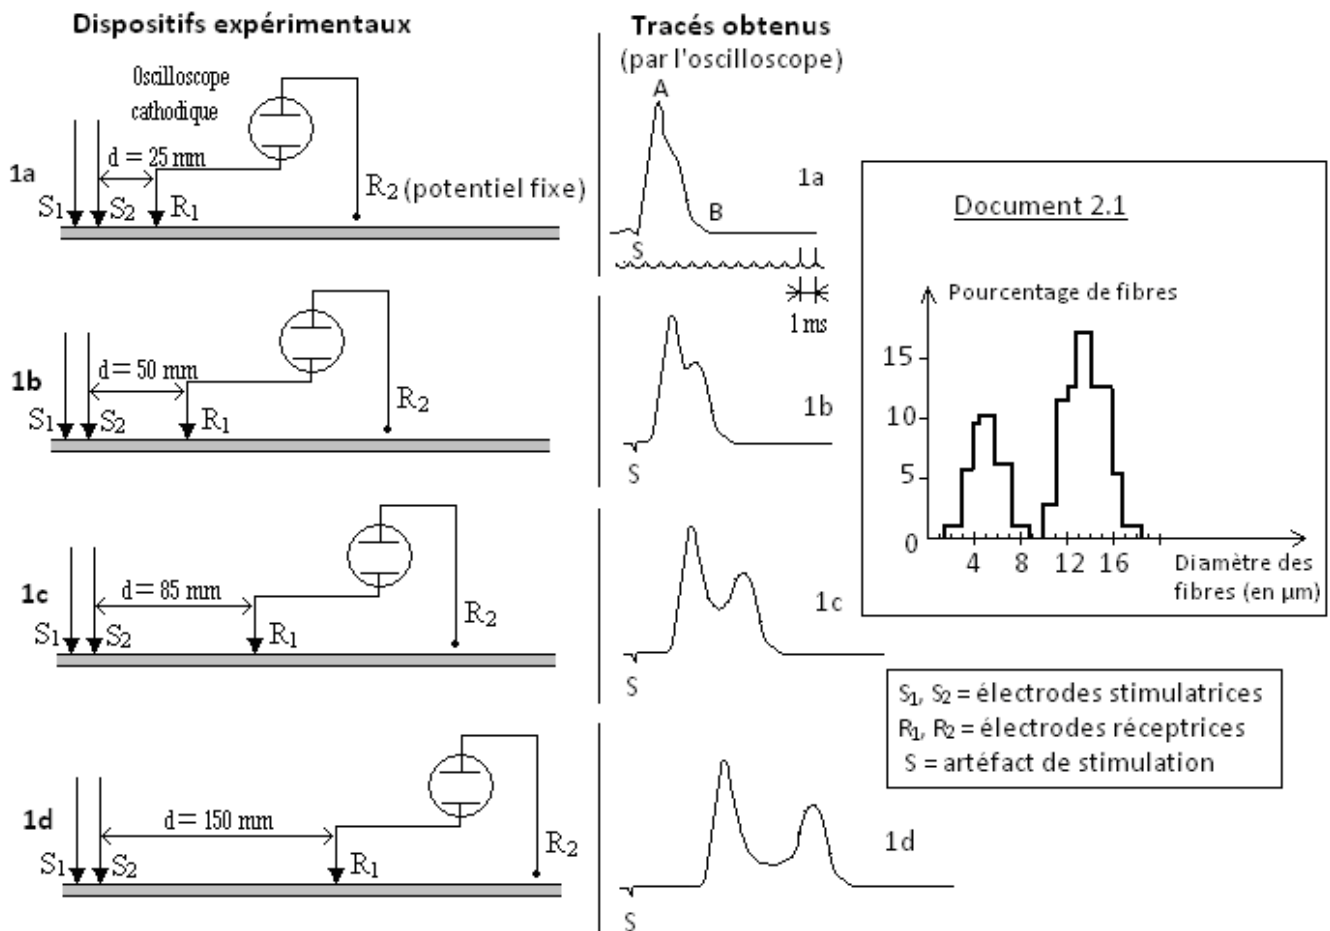 Dispositifs expérimentaux
Tracés obtenus
(par l'oscilloscope)
Oscilloscope
cathodique
1a
d = 25 mm
S1
S2
R1
R2 (potentiel fixe)
A
B
S
1a
1 ms
1b
d = 50 mm
S1
S2
R1
R2
S
1b
1c
d = 85 mm
S1
S2
R1
R2
S
1c
1d
d = 150 mm
S1
S2
R1
R2
S
1d
Document 2.1
Pourcentage de fibres
15
10
5
0
4 8 12 16
Diamètre des
fibres (en µm)
S1, S2 = électrodes stimulatrices
R1, R2 = électrodes réceptrices
S = artéfact de stimulation